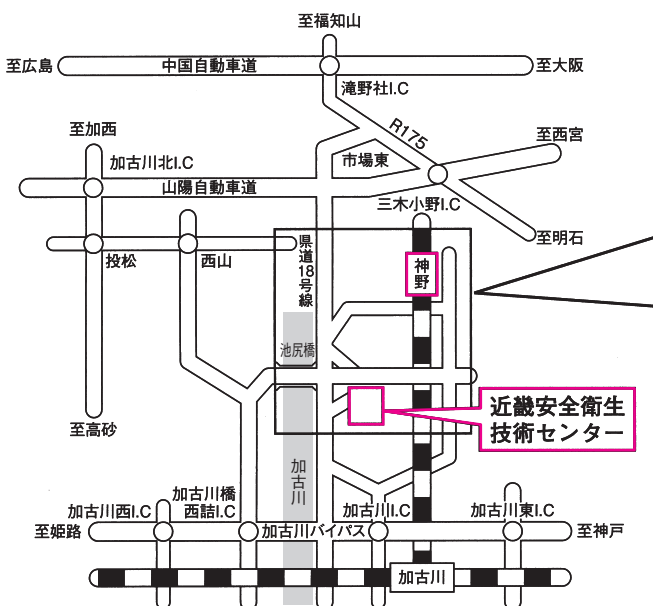 至福知山
至広島
中国自動車道
至大阪
滝野社I.C
R175
至加西
至西宮
加古川北I.C
市場東
山陽自動車道
三木小野I.C
至明石
県道18号線
神野
投松
西山
池尻橋
近畿安全衛生
技術センター
至高砂
加古川
加古川橋
西詰I.C
加古川西I.C
加古川I.C
加古川東I.C
至姫路
加古川バイパス
至神戸
加古川